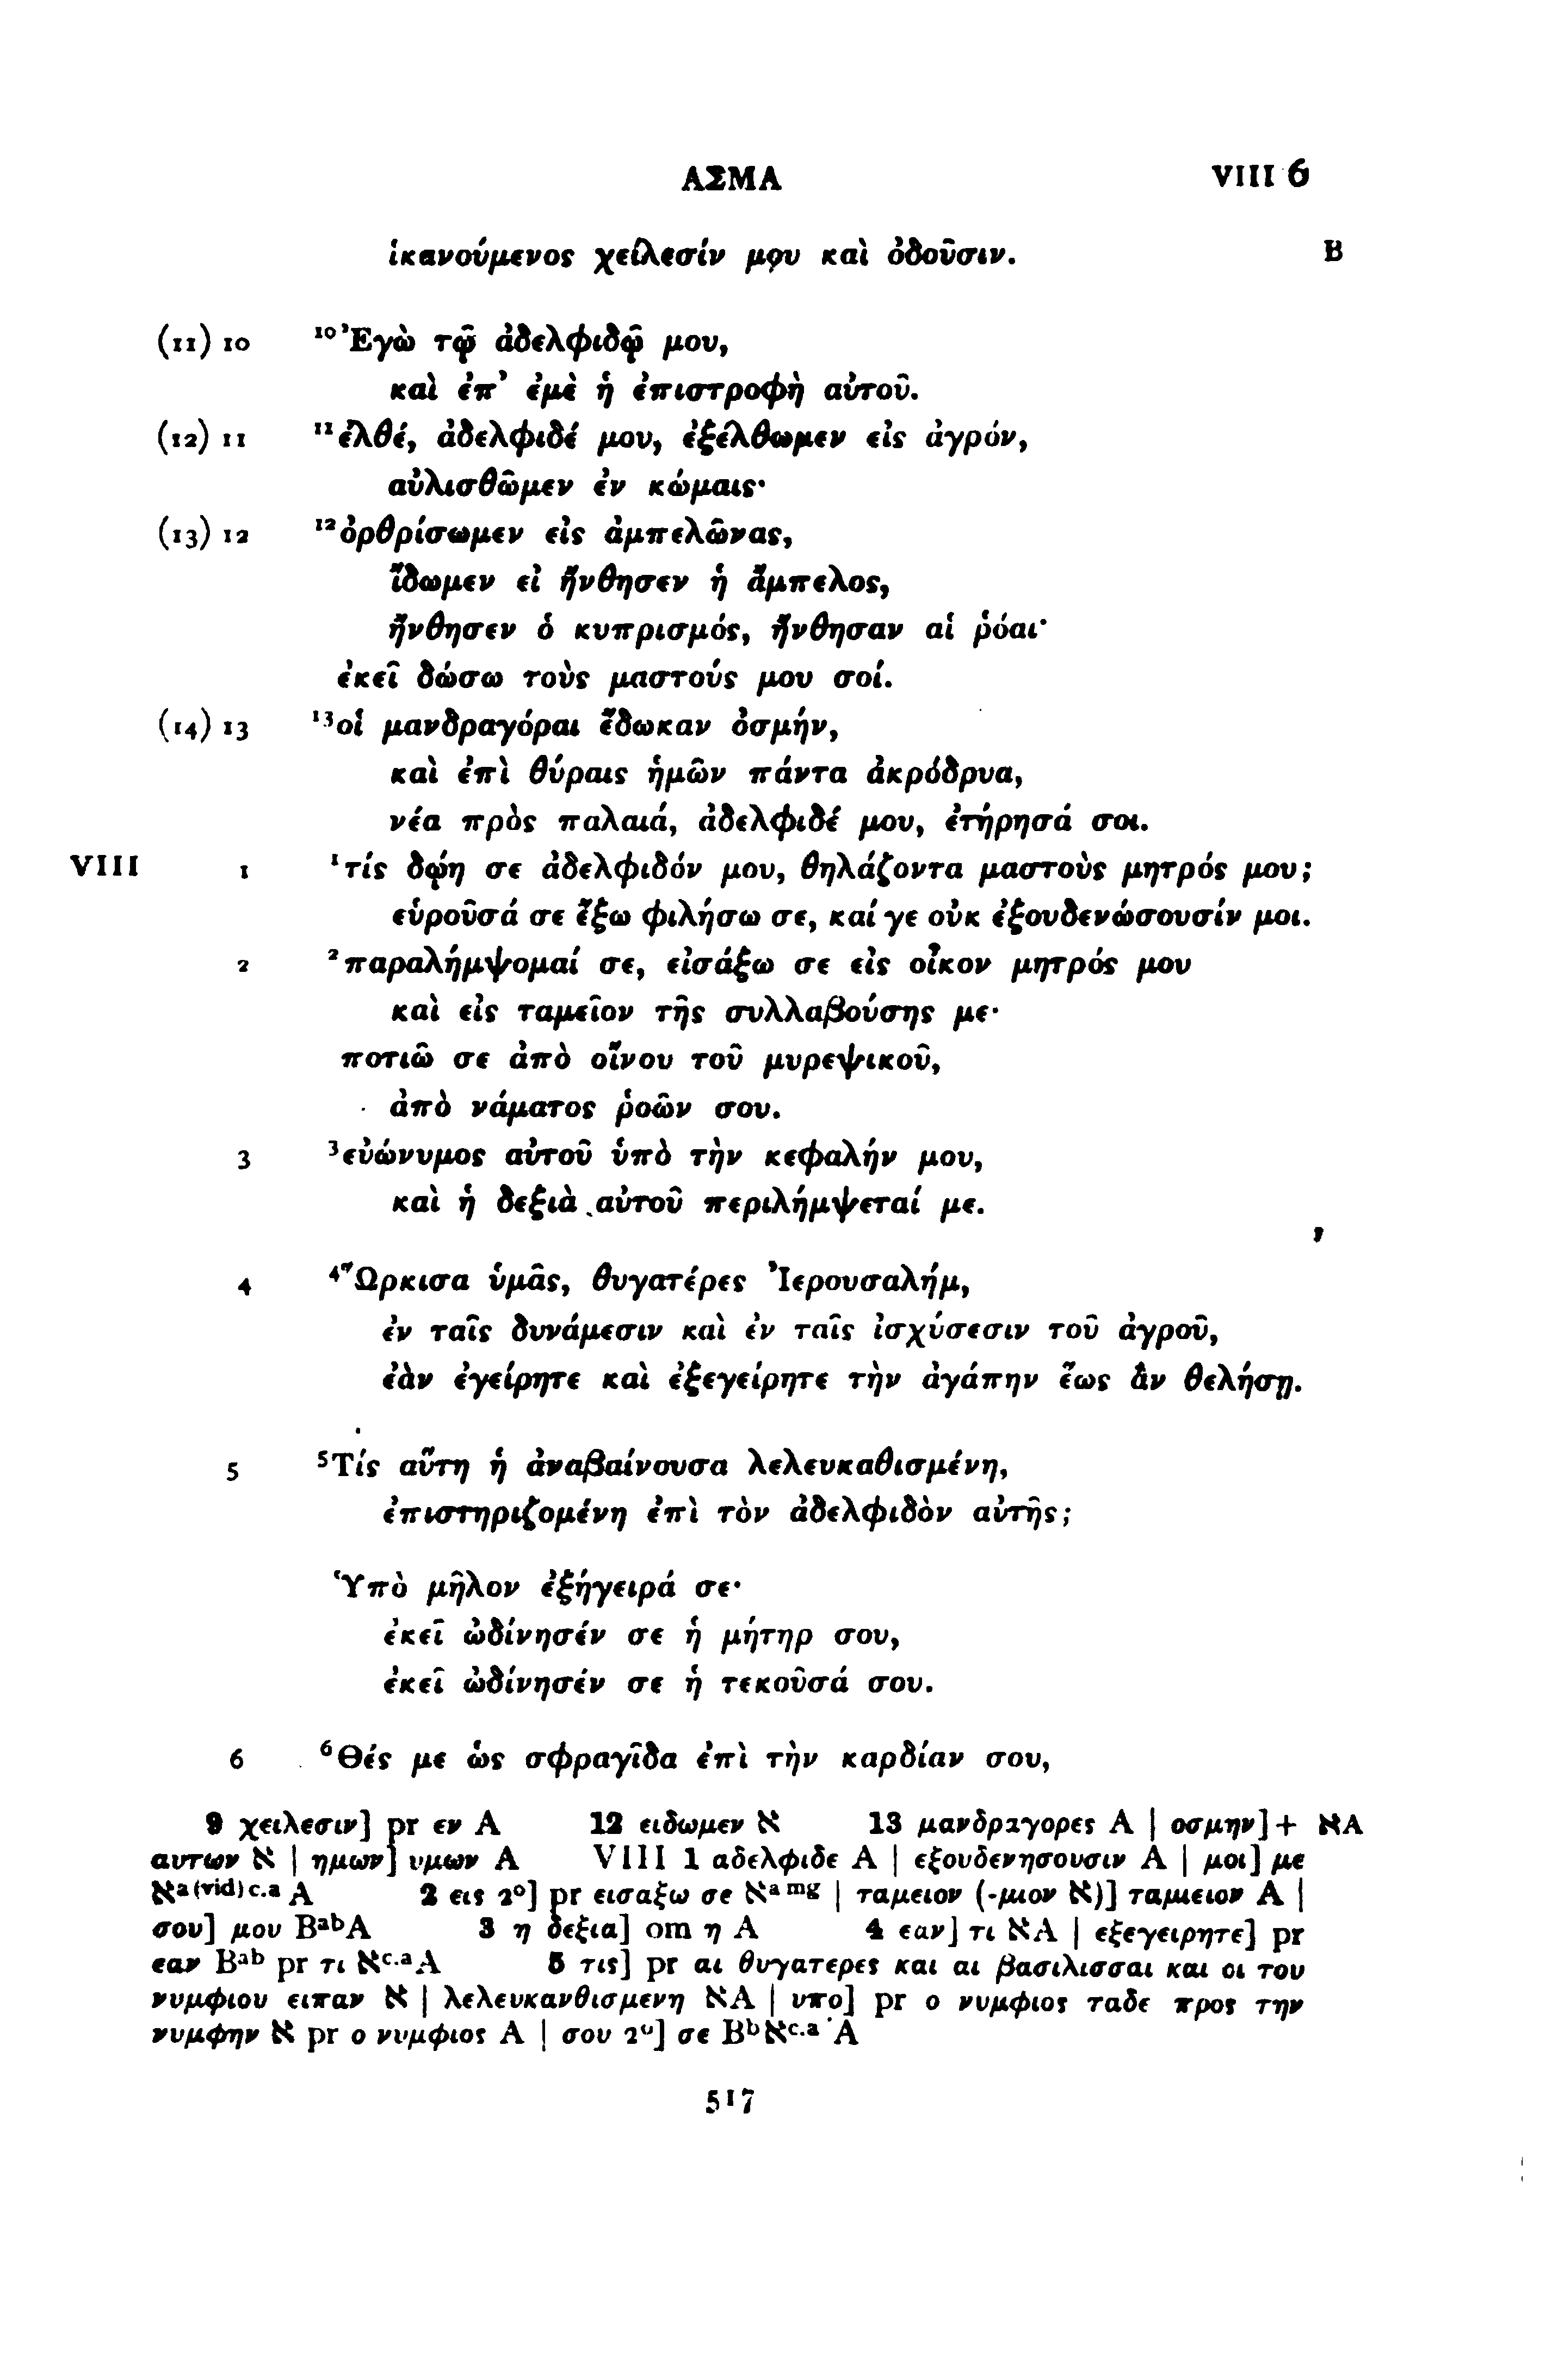 ΑΣΜΑ VIII 6
ἱκανούμενος χείλεσίν μου καὶ ὀδοῦσιν. B
(11) 10 ¹⁰Ἐγὼ τῷ ἀδελφιδῷ μου,
καὶ ἐπ’ ἐμὲ ἡ ἐπιστροφὴ αὐτοῦ.
(12) 11 ¹¹ἐλθέ, ἀδελφιδέ μου, ἐξέλθωμεν εἰς ἀγρόν,
αὐλισθῶμεν ἐν κώμαις·
(13) 12 ¹²ὀρθρίσωμεν εἰς ἀμπελῶνας,
ἴδωμεν εἰ ἤνθησεν ἡ ἄμπελος,
ἤνθησεν ὁ κυπρισμός, ἤνθησαν αἱ ῥόαι·
ἐκεῖ δώσω τοὺς μαστούς μου σοί.
(14) 13 ¹³οἱ μανδραγόραι ἔδωκαν ὀσμήν,
καὶ ἐπὶ θύραις ἡμῶν πάντα ἀκρόδρυα,
νέα πρὸς παλαιά, ἀδελφιδέ μου, ἐτήρησά σοι.
VIII 1 ¹τίς δῴη σε ἀδελφιδόν μου, θηλάζοντα μαστοὺς μητρός μου;
εὑροῦσά σε ἔξω φιλήσω σε, καί γε οὐκ ἐξουδενώσουσίν μοι.
2 ²παραλήμψομαί σε, εἰσάξω σε εἰς οἶκον μητρός μου
καὶ εἰς ταμεῖον τῆς συλλαβούσης με·
ποτιῶ σε ἀπὸ οἴνου τοῦ μυρεψικοῦ,
ἀπὸ νάματος ῥοῶν σου.
3 ³εὐώνυμος αὐτοῦ ὑπὸ τὴν κεφαλήν μου,
καὶ ἡ δεξιὰ αὐτοῦ περιλήμψεταί με.
4 ⁴Ὥρκισα ὑμᾶς, θυγατέρες Ἰερουσαλήμ,
ἐν ταῖς δυνάμεσιν καὶ ἐν ταῖς ἰσχύσεσιν τοῦ ἀγροῦ,
ἐὰν ἐγείρητε καὶ ἐξεγείρητε τὴν ἀγάπην ἕως ἂν θελήσῃ.
5 ⁵Τίς αὕτη ἡ ἀναβαίνουσα λελευκαθισμένη,
ἐπιστηριζομένη ἐπὶ τὸν ἀδελφιδὸν αὐτῆς;
Ὑπὸ μῆλον ἐξήγειρά σε·
ἐκεῖ ὠδίνησέν σε ἡ μήτηρ σου,
ἐκεῖ ὠδίνησέν σε ἡ τεκοῦσά σου.
6 ⁶Θές με ὡς σφραγῖδα ἐπὶ τὴν καρδίαν σου,
9 χειλεσιν] pr εν A 12 ειδωμεν א 13 μανδραγορες A | οσμην]+ אA
αυτων א | ημων] υμων A VIII 1 αδελφιδε A | εξουδενησουσιν A | μοι] με
אa(vid)c.a A 2 εις 2º] pr εισαξω σε אa mg | ταμειον (-μιον א)] ταμιειον A |
σου] μου BabA 3 η δεξια] om η A 4 εαν] τι אA | εξεγειρητε] pr
εαν Bab pr τι אc.aA 5 τις] pr αι θυγατερες και αι βασιλισσαι και οι του
νυμφιου ειπαν א | λελευκανθισμενη אA | υπο] pr ο νυμφιος ταδε προς την
νυμφην א pr ο νυμφιος A | σου 2º] σε Bbאc.a A
517